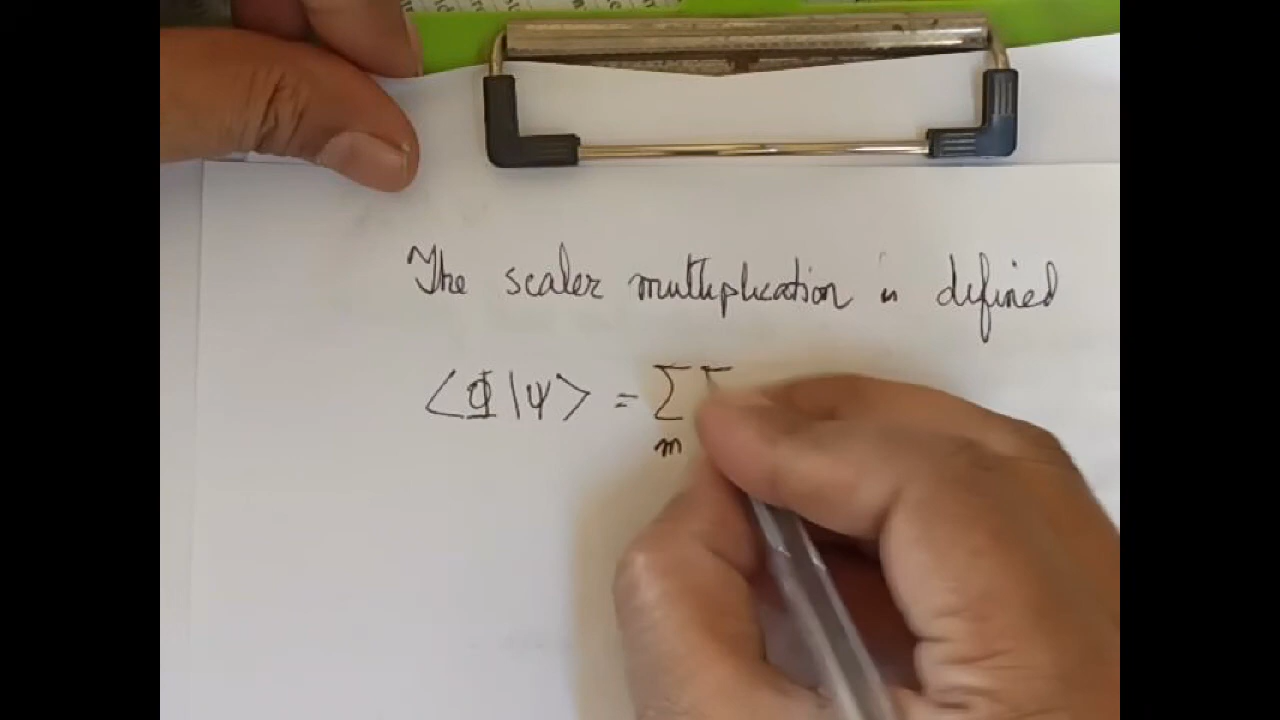 The scaler multiplication is defined
⟨Φ|Ψ⟩ = Σ Σ
m